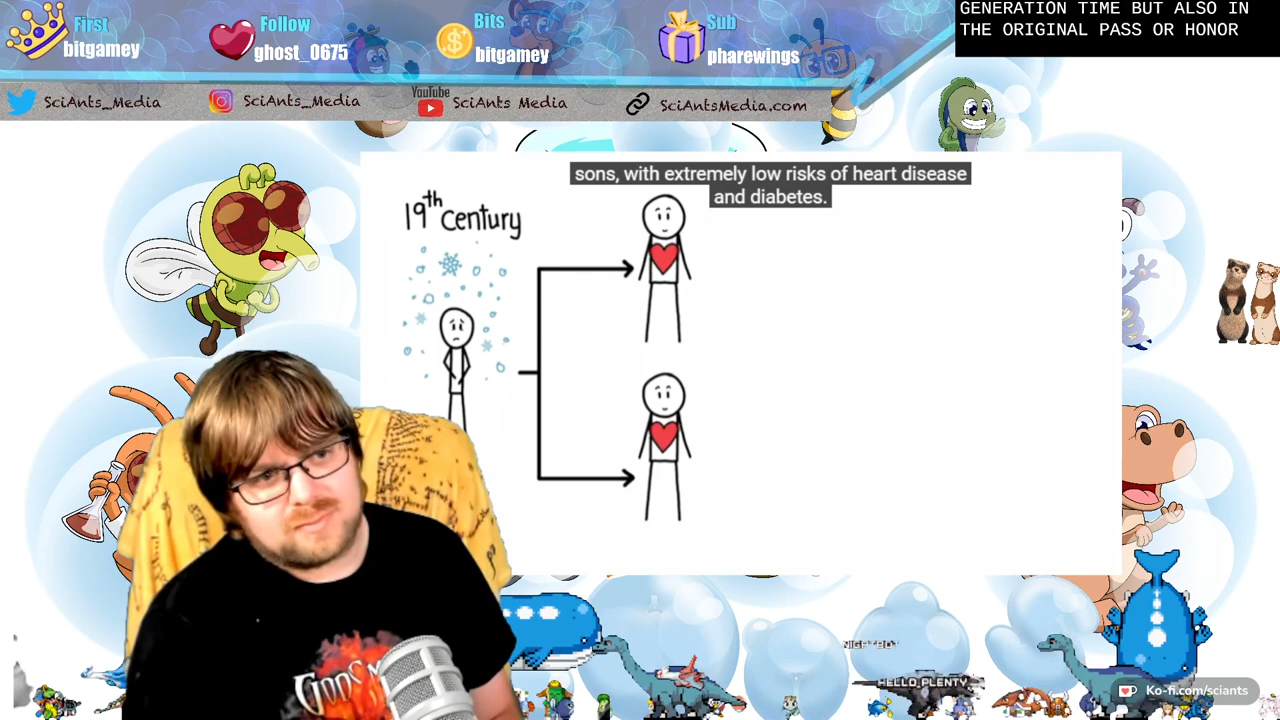 First
bitgamey
Follow
ghost_0675
Bits
bitgamey
Sub
pharewings
GENERATION TIME BUT ALSO IN
THE ORIGINAL PASS OR HONOR
SciAnts_Media
SciAnts_Media
YouTube
SciAnts Media
SciAntsMedia.com
sons, with extremely low risks of heart disease
and diabetes.
19th Century
NIGHTBOT
HELLO_PLENTY
Ko-fi.com/sciants